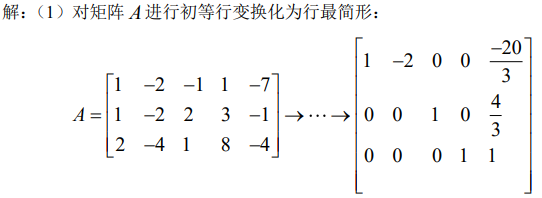 解：（1）对矩阵 A 进行初等行变换化为行最简形：
A = [1 −2 −1 1 −7; 1 −2 2 3 −1; 2 −4 1 8 −4] → ⋯ → [1 −2 0 0 −20/3; 0 0 1 0 4/3; 0 0 0 1 1]